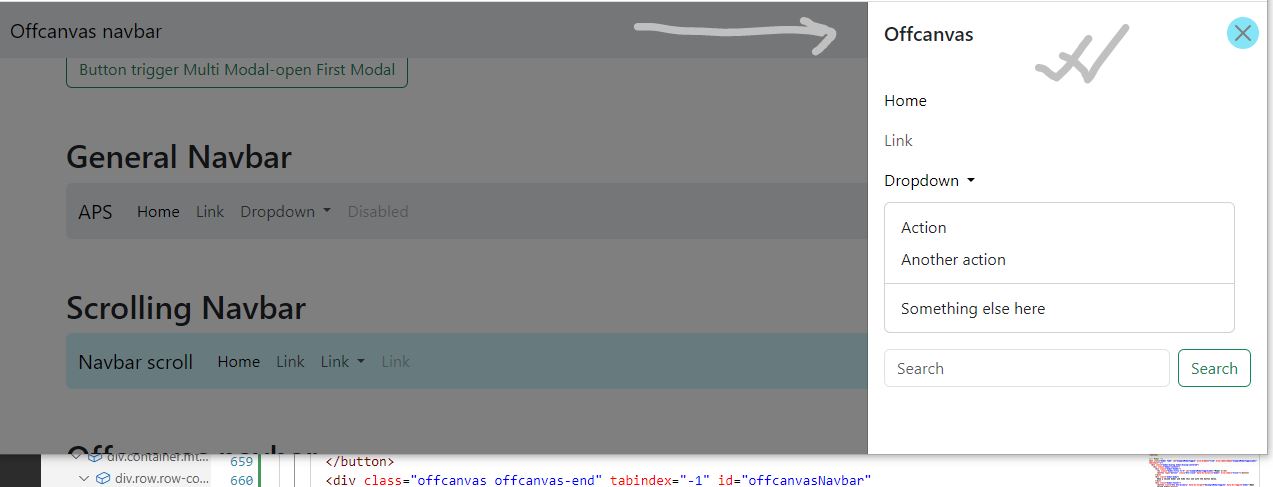 Offcanvas navbar
Button trigger Multi Modal-open First Modal
General Navbar
APS Home Link Dropdown Disabled
Scrolling Navbar
Navbar scroll Home Link Link Link
Offcanvas
Home
Link
Dropdown
Action
Another action
Something else here
Search Search
div.container.mt...
div.row.row-co...
659 </button>
660 <div class="offcanvas offcanvas-end" tabindex="-1" id="offcanvasNavbar"